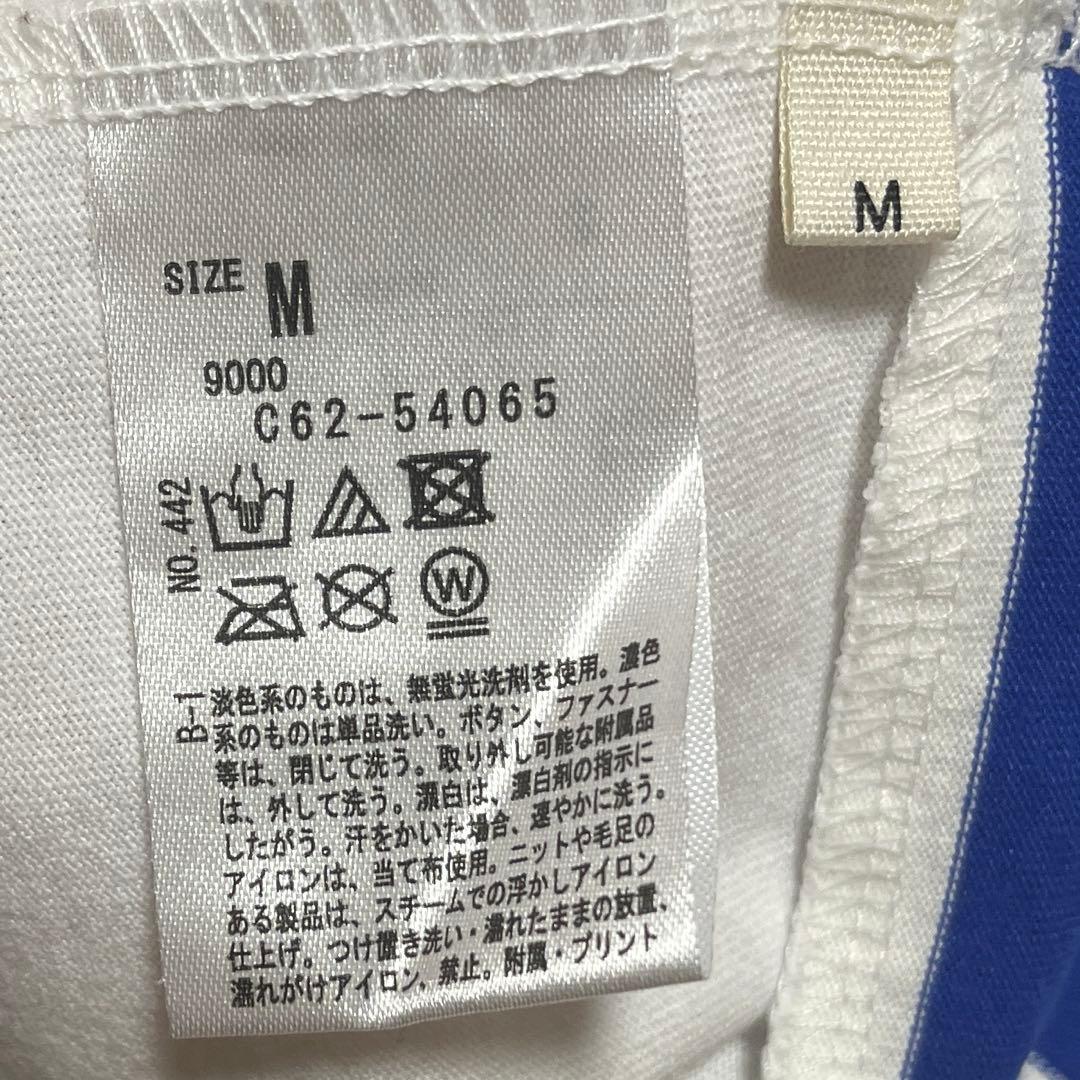 M
SIZE M
9000
C62-54065
NO.442
W
B-1
淡色系のものは、無蛍光洗剤を使用。濃色
系のものは単品洗い。ボタン、ファスナー
等は、閉じて洗う。取り外し可能な附属品
は、外して洗う。漂白は、漂白剤の指示に
したがう。汗をかいた場合、速やかに洗う。
アイロンは、当て布使用。ニットや毛足の
ある製品は、スチームでの浮かしアイロン
仕上げ。つけ置き洗い・濡れたままの放置、
濡れがけアイロン、禁止。附属・プリント